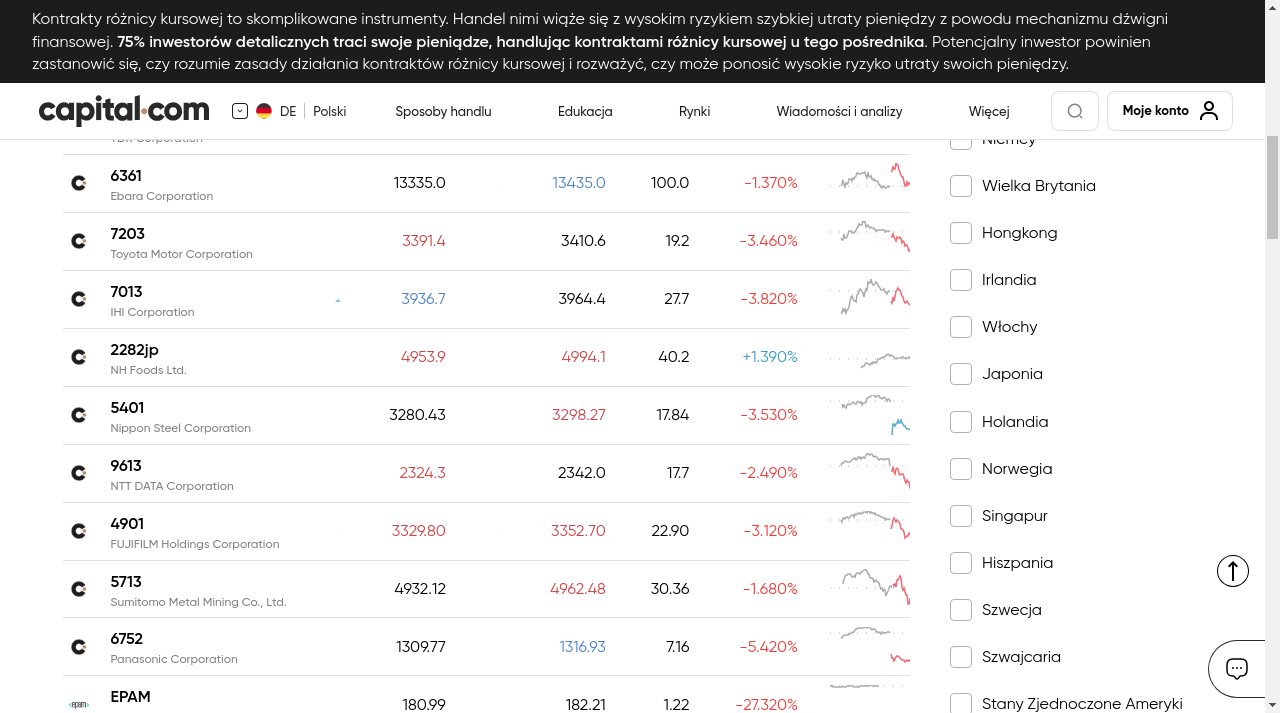 Kontrakty różnicy kursowej to skomplikowane instrumenty. Handel nimi wiąże się z wysokim ryzykiem szybkiej utraty pieniędzy z powodu mechanizmu dźwigni
finansowej. 75% inwestorów detalicznych traci swoje pieniądze, handlując kontraktami różnicy kursowej u tego pośrednika. Potencjalny inwestor powinien
zastanowić się, czy rozumie zasady działania kontraktów różnicy kursowej i rozważyć, czy może ponosić wysokie ryzyko utraty swoich pieniędzy.
capital.com DE Polski Sposoby handlu Edukacja Rynki Wiadomości i analizy Więcej Moje konto
TDK Corporation
Niemcy
6361 13335.0 13435.0 100.0 -1.370%
Ebara Corporation
Wielka Brytania
7203 3391.4 3410.6 19.2 -3.460%
Toyota Motor Corporation
Hongkong
7013 3936.7 3964.4 27.7 -3.820%
IHI Corporation
Irlandia
Włochy
2282jp 4953.9 4994.1 40.2 +1.390%
NH Foods Ltd.
Japonia
5401 3280.43 3298.27 17.84 -3.530%
Nippon Steel Corporation
Holandia
9613 2324.3 2342.0 17.7 -2.490%
NTT DATA Corporation
Norwegia
4901 3329.80 3352.70 22.90 -3.120%
FUJIFILM Holdings Corporation
Singapur
Hiszpania
5713 4932.12 4962.48 30.36 -1.680%
Sumitomo Metal Mining Co., Ltd.
Szwecja
6752 1309.77 1316.93 7.16 -5.420%
Panasonic Corporation
Szwajcaria
epam EPAM 180.99 182.21 1.22 -27.320%
Stany Zjednoczone Ameryki